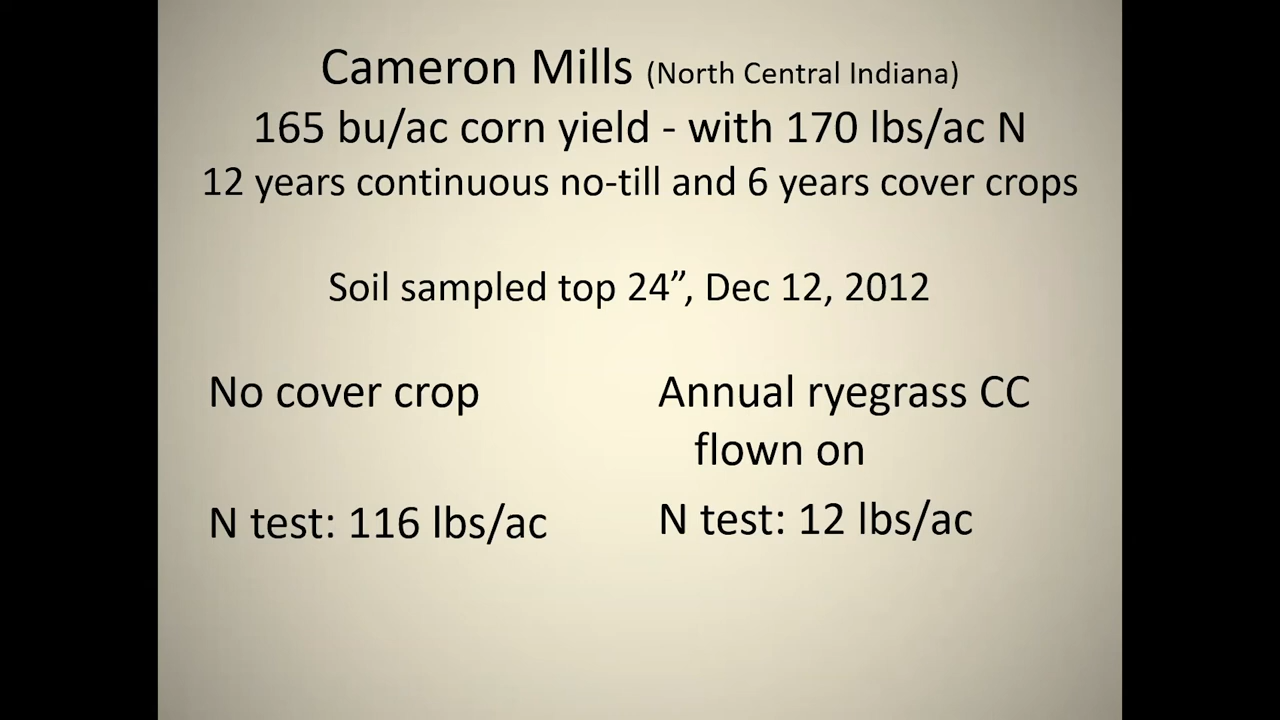 Cameron Mills (North Central Indiana)
165 bu/ac corn yield - with 170 lbs/ac N
12 years continuous no-till and 6 years cover crops
Soil sampled top 24”, Dec 12, 2012
No cover crop
N test: 116 lbs/ac
Annual ryegrass CC
flown on
N test: 12 lbs/ac